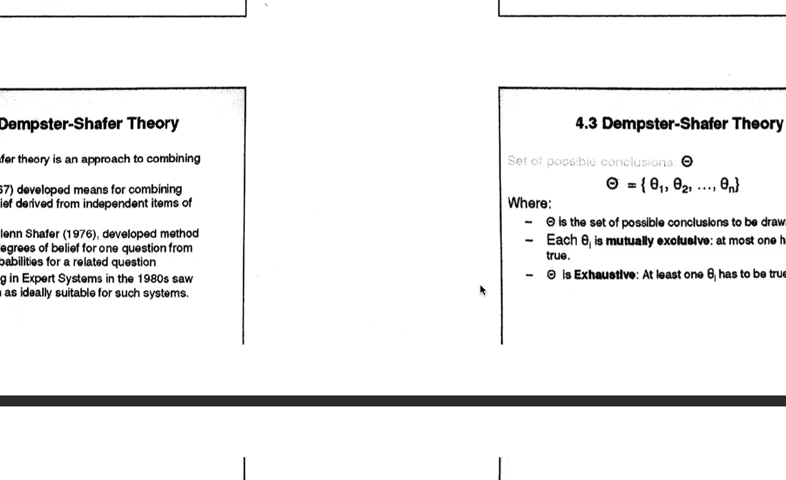 Dempster-Shafer Theory
fer theory is an approach to combining
67) developed means for combining
ief derived from independent items of
lenn Shafer (1976), developed method
egrees of belief for one question from
babilities for a related question
g in Expert Systems in the 1980s saw
as ideally suitable for such systems.
4.3 Dempster-Shafer Theory
Set of possible conclusions: Θ
Θ = { θ1, θ2, ..., θn}
Where:
– Θ is the set of possible conclusions to be draw
– Each θi is mutually exclusive: at most one h
true.
– Θ is Exhaustive: At least one θi has to be true